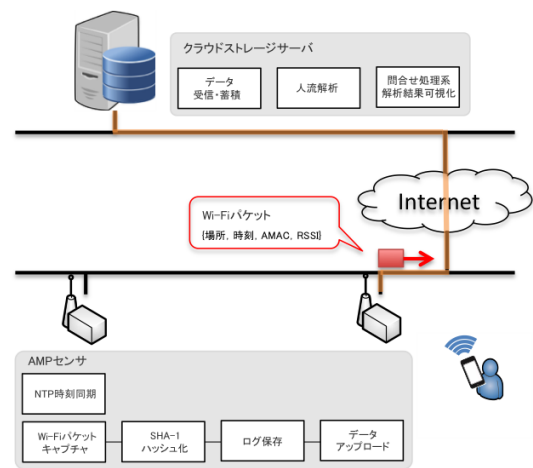 クラウドストレージサーバ
データ
受信・蓄積
人流解析
問合せ処理系
解析結果可視化
Internet
Wi-Fiパケット
{場所, 時刻, AMAC, RSSI}
AMPセンサ
NTP時刻同期
Wi-Fiパケット
キャプチャ
SHA-1
ハッシュ化
ログ保存
データ
アップロード